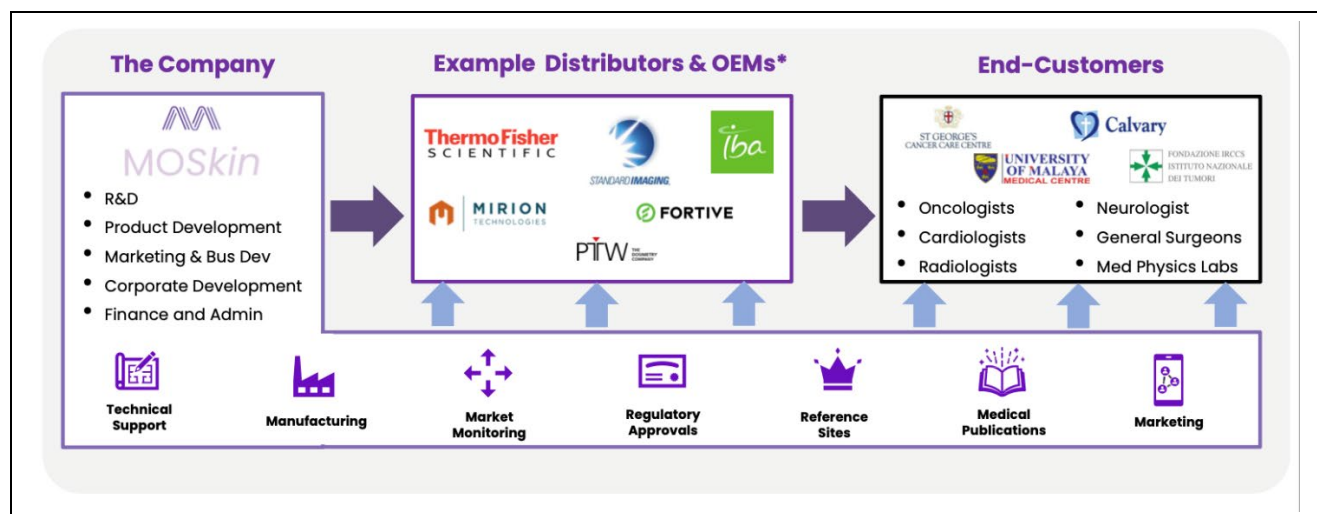 The Company
MOSkin
• R&D
• Product Development
• Marketing & Bus Dev
• Corporate Development
• Finance and Admin
Example Distributors & OEMs*
ThermoFisher
SCIENTIFIC
STANDARD IMAGING
iba
MIRION
TECHNOLOGIES
FORTIVE
PTW THE
DOSIMETRY
COMPANY
End-Customers
ST GEORGE'S
CANCER CARE CENTRE
Calvary
UNIVERSITY
OF MALAYA
MEDICAL CENTRE
FONDAZIONE IRCCS
ISTITUTO NAZIONALE
DEI TUMORI
• Oncologists
• Cardiologists
• Radiologists
• Neurologist
• General Surgeons
• Med Physics Labs
Technical
Support
Manufacturing
Market
Monitoring
Regulatory
Approvals
Reference
Sites
Medical
Publications
Marketing